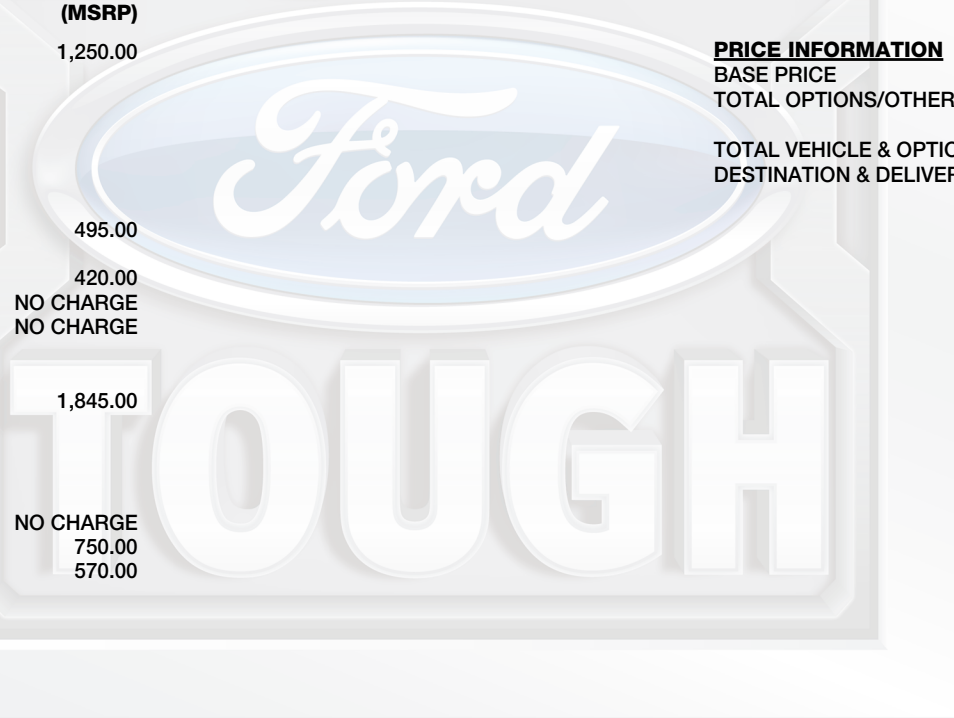 (MSRP)
1,250.00
495.00
420.00
NO CHARGE
NO CHARGE
1,845.00
NO CHARGE
750.00
570.00
PRICE INFORMATION
BASE PRICE
TOTAL OPTIONS/OTHER
TOTAL VEHICLE & OPTIO
DESTINATION & DELIVER
Ford
TOUGH